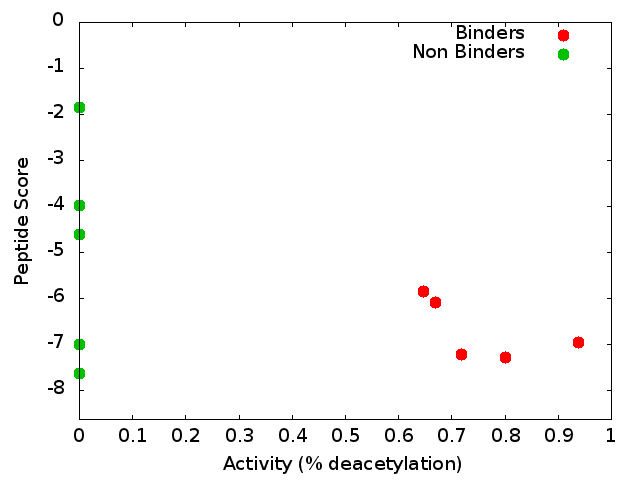 Binders
Non Binders
0
-1
-2
-3
-4
-5
-6
-7
-8
Peptide Score
0 0.1 0.2 0.3 0.4 0.5 0.6 0.7 0.8 0.9 1
Activity (% deacetylation)